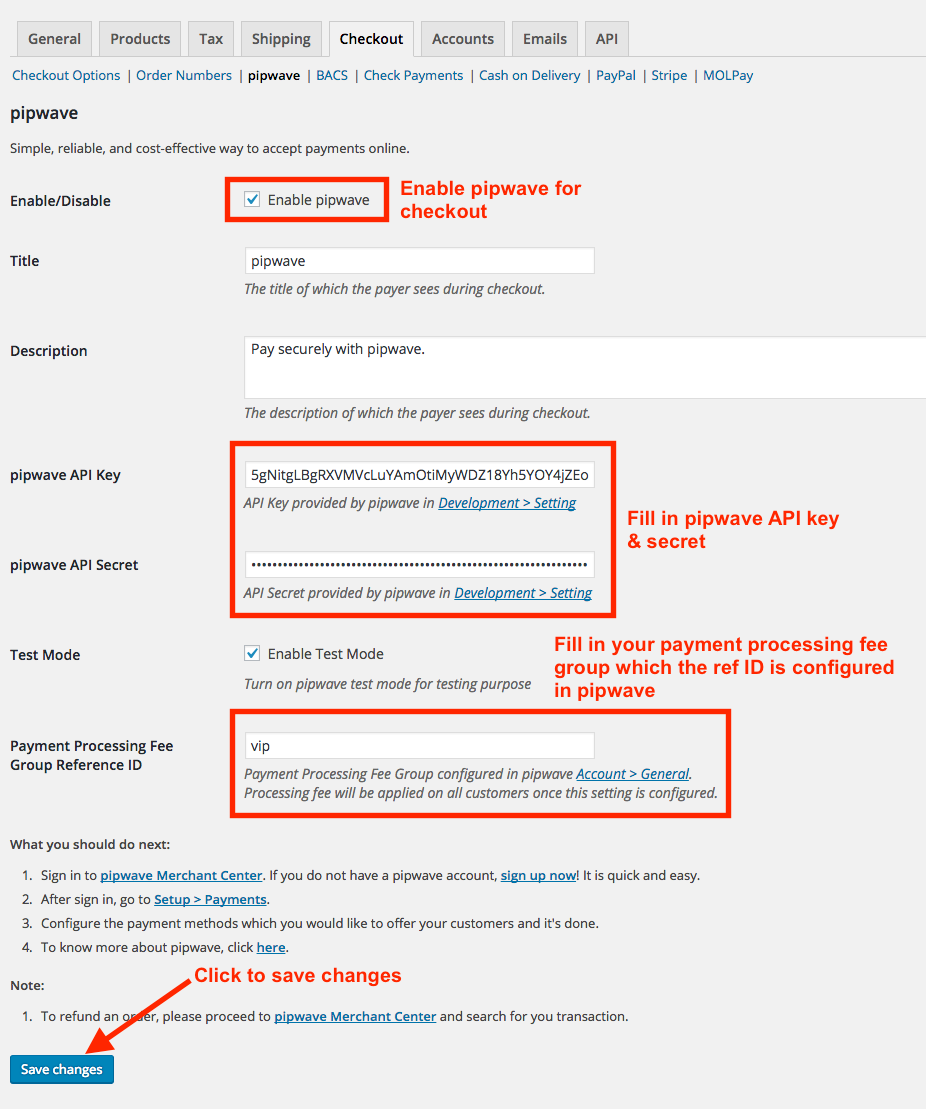 General Products Tax Shipping Checkout Accounts Emails API
Checkout Options | Order Numbers | pipwave | BACS | Check Payments | Cash on Delivery | PayPal | Stripe | MOLPay
pipwave
Simple, reliable, and cost-effective way to accept payments online.
Enable/Disable
Enable pipwave
Enable pipwave for
checkout
Title
pipwave
The title of which the payer sees during checkout.
Description
Pay securely with pipwave.
The description of which the payer sees during checkout.
pipwave API Key
5gNitgLBgRXVMVcLuYAmOtiMyWDZ18Yh5YOY4jZEo
API Key provided by pipwave in Development > Setting
Fill in pipwave API key
& secret
pipwave API Secret
API Secret provided by pipwave in Development > Setting
Test Mode
Enable Test Mode
Turn on pipwave test mode for testing purpose
Fill in your payment processing fee
group which the ref ID is configured
in pipwave
Payment Processing Fee
Group Reference ID
vip
Payment Processing Fee Group configured in pipwave Account > General.
Processing fee will be applied on all customers once this setting is configured.
What you should do next:
1. Sign in to pipwave Merchant Center. If you do not have a pipwave account, sign up now! It is quick and easy.
2. After sign in, go to Setup > Payments.
3. Configure the payment methods which you would like to offer your customers and it's done.
4. To know more about pipwave, click here.
Click to save changes
Note:
1. To refund an order, please proceed to pipwave Merchant Center and search for you transaction.
Save changes